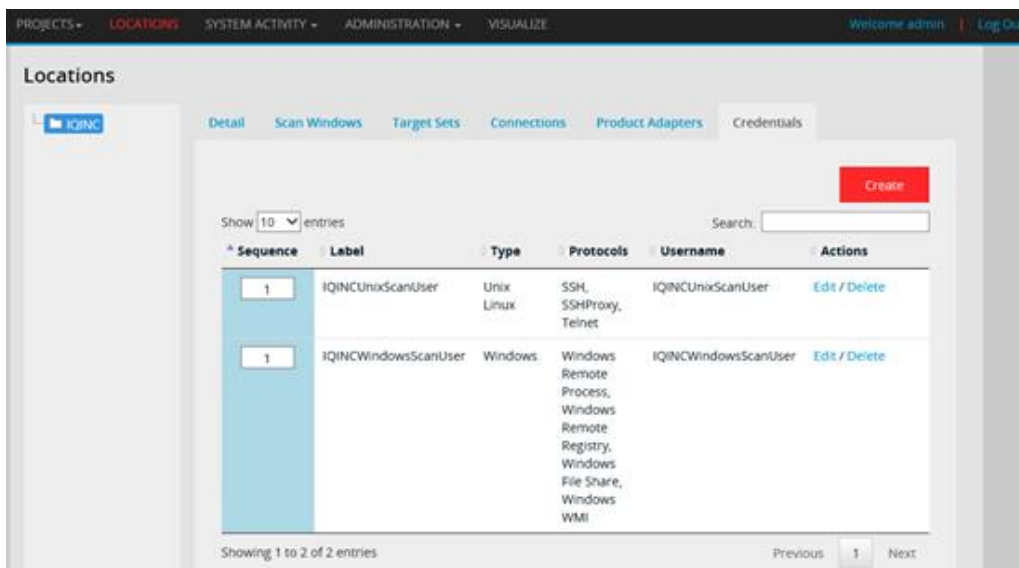 PROJECTS LOCATIONS SYSTEM ACTIVITY ADMINISTRATION VISUALIZE Welcome admin | Log Ou
Locations
IQINC
Detail Scan Windows Target Sets Connections Product Adapters Credentials
Create
Show 10 entries Search:
Sequence Label Type Protocols Username Actions
1 IQINCUnixScanUser Unix SSH, IQINCUnixScanUser Edit / Delete
Linux SSHProxy,
Telnet
1 IQINCWindowsScanUser Windows Windows IQINCWindowsScanUser Edit / Delete
Remote
Process,
Windows
Remote
Registry,
Windows
File Share,
Windows
WMI
Showing 1 to 2 of 2 entries Previous 1 Next